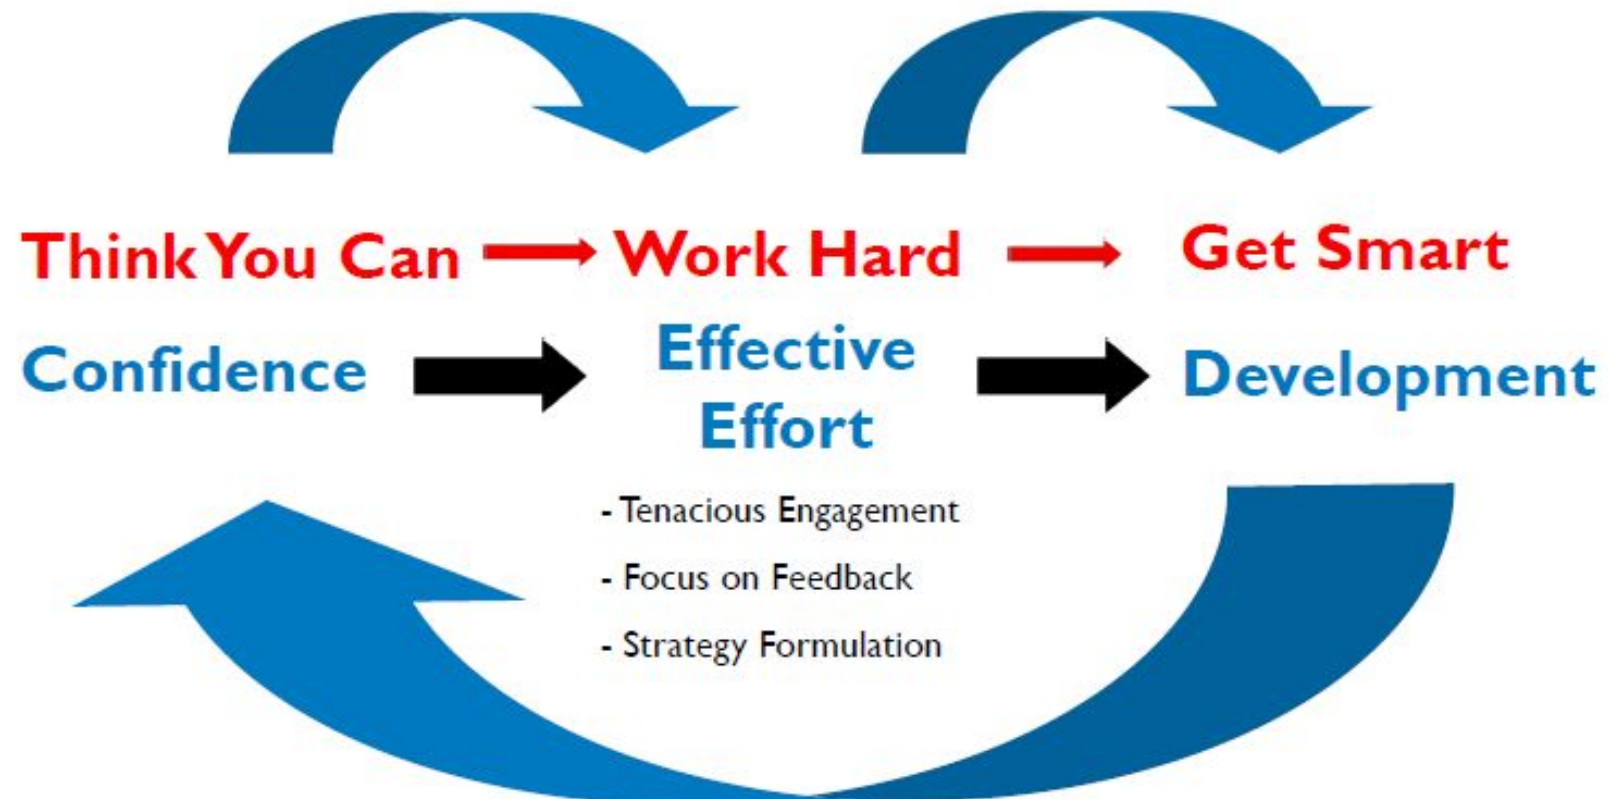 Think You Can
Work Hard
Get Smart
Confidence
Effective
Effort
Development
- Tenacious Engagement
- Focus on Feedback
- Strategy Formulation